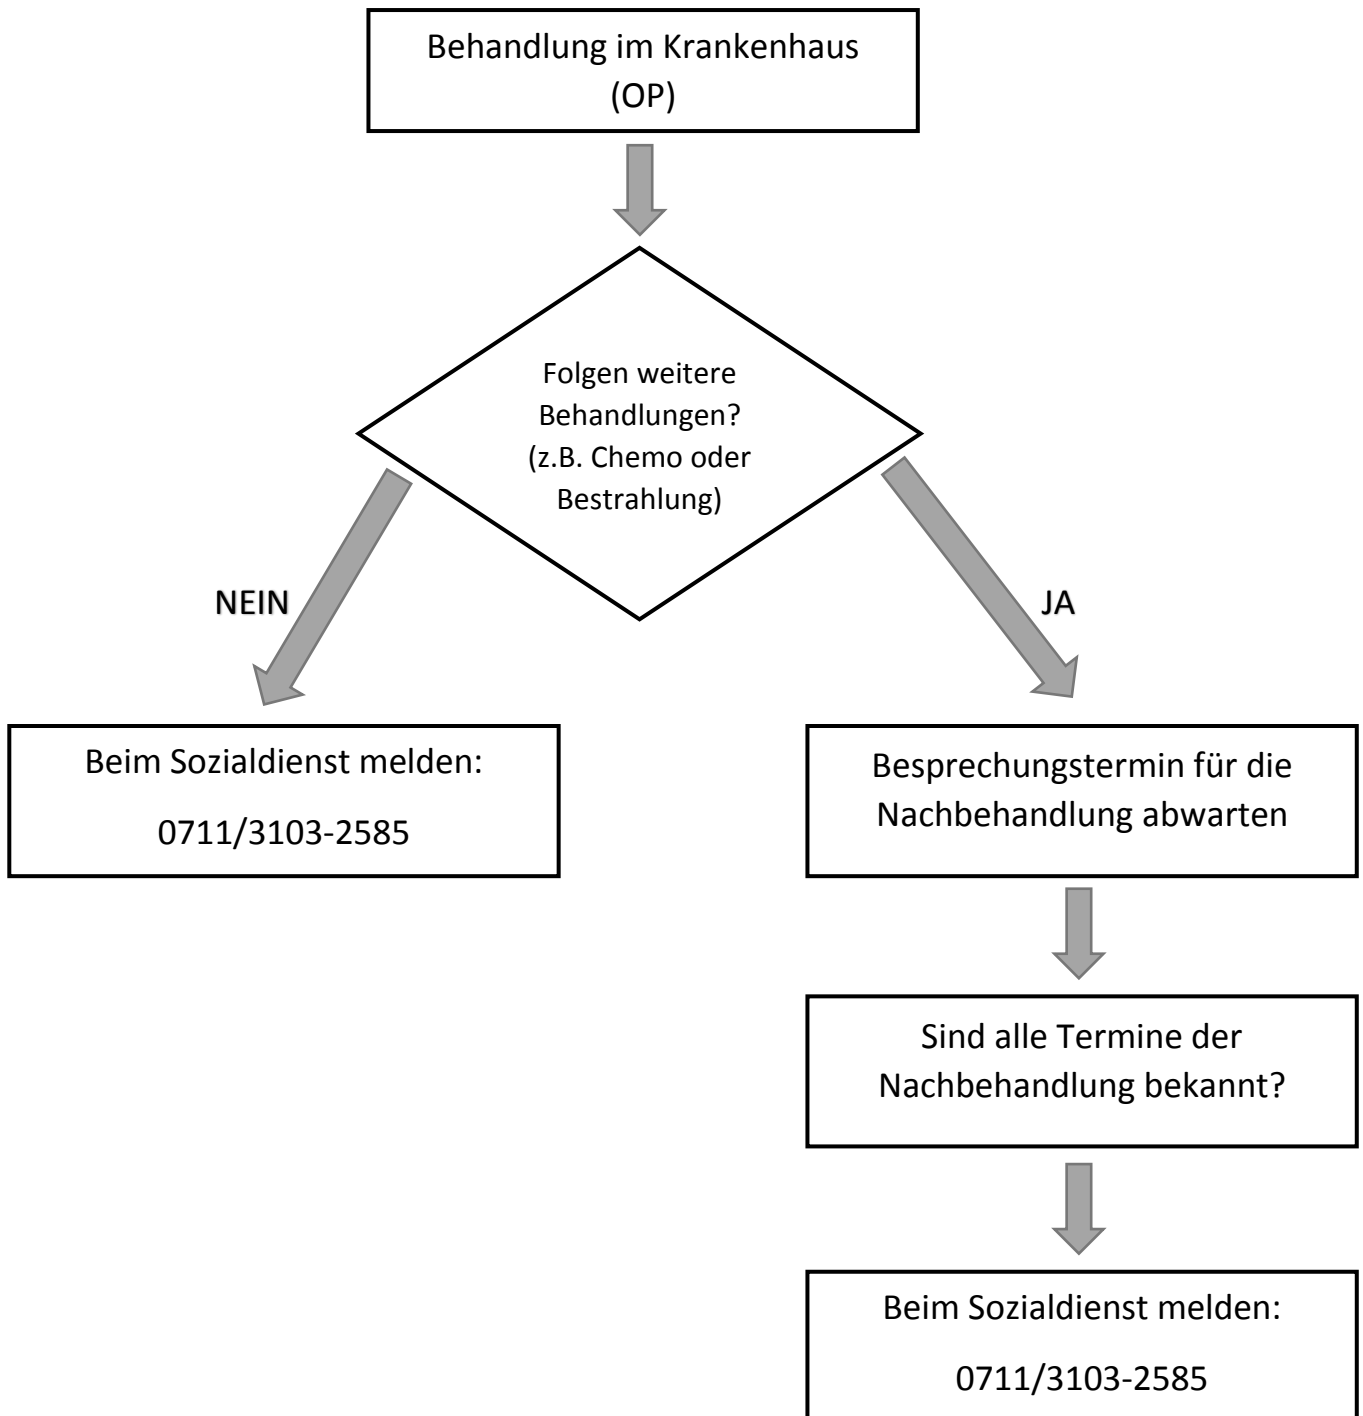 Behandlung im Krankenhaus
(OP)
Folgen weitere
Behandlungen?
(z.B. Chemo oder
Bestrahlung)
NEIN
JA
Beim Sozialdienst melden:
0711/3103-2585
Besprechungstermin für die
Nachbehandlung abwarten
Sind alle Termine der
Nachbehandlung bekannt?
Beim Sozialdienst melden:
0711/3103-2585